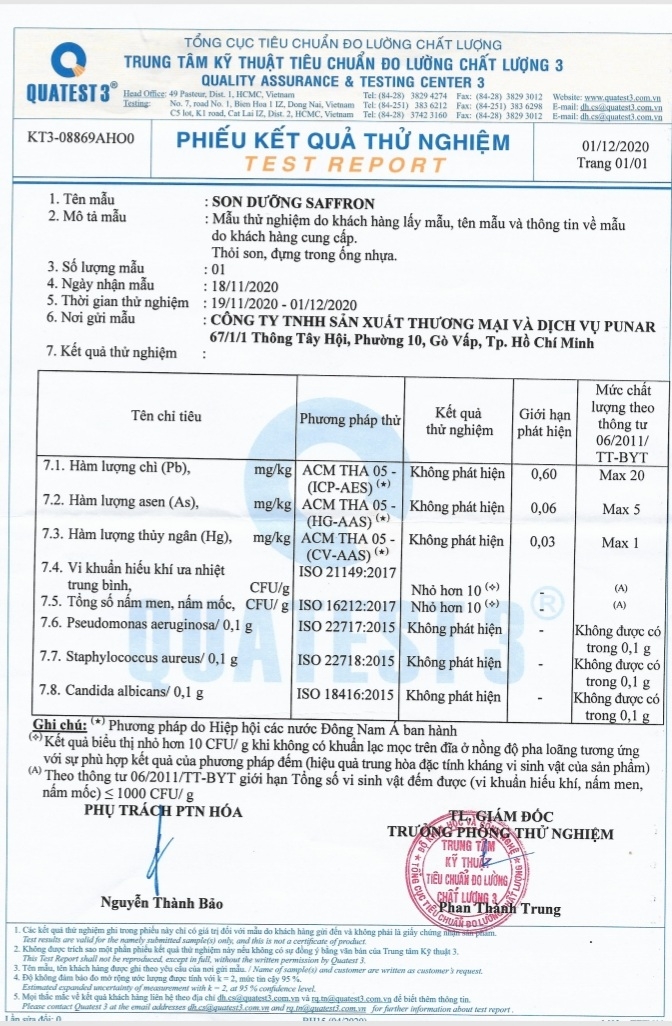 TỔNG CỤC TIÊU CHUẨN ĐO LƯỜNG CHẤT LƯỢNG
TRUNG TÂM KỸ THUẬT TIÊU CHUẨN ĐO LƯỜNG CHẤT LƯỢNG 3
QUALITY ASSURANCE & TESTING CENTER 3
QUATEST 3®
Head Office: 49 Pasteur, Dist. 1, HCMC, Vietnam Tel: (84-28) 3829 4274 Fax: (84-28) 3829 3012 Website: www.quatest3.com.vn
Testing: No. 7, road No. 1, Bien Hoa 1 IZ, Dong Nai, Vietnam Tel: (84-251) 383 6212 Fax: (84-251) 383 6298 E-mail: dh.cs@quatest3.com.vn
C5 lot, K1 road, Cat Lai IZ, Dist. 2, HCMC, Vietnam Tel: (84-28) 3742 3160 Fax: (84-28) 3829 3012 E-mail: dh.cs@quatest3.com.vn
KT3-08869AHO0
PHIẾU KẾT QUẢ THỬ NGHIỆM
TEST REPORT
01/12/2020
Trang 01/01
1. Tên mẫu : SON DƯỠNG SAFFRON
2. Mô tả mẫu : Mẫu thử nghiệm do khách hàng lấy mẫu, tên mẫu và thông tin về mẫu
do khách hàng cung cấp.
Thỏi son, đựng trong ống nhựa.
3. Số lượng mẫu : 01
4. Ngày nhận mẫu : 18/11/2020
5. Thời gian thử nghiệm : 19/11/2020 - 01/12/2020
6. Nơi gửi mẫu : CÔNG TY TNHH SẢN XUẤT THƯƠNG MẠI VÀ DỊCH VỤ PUNAR
67/1/1 Thông Tây Hội, Phường 10, Gò Vấp, Tp. Hồ Chí Minh
7. Kết quả thử nghiệm :
Tên chỉ tiêu
Phương pháp thử
Kết quả
thử nghiệm
Giới hạn
phát hiện
Mức chất
lượng theo
thông tư
06/2011/
TT-BYT
7.1. Hàm lượng chì (Pb), mg/kg ACM THA 05 - Không phát hiện 0,60 Max 20
(ICP-AES) (*)
7.2. Hàm lượng asen (As), mg/kg ACM THA 05 - Không phát hiện 0,06 Max 5
(HG-AAS) (*)
7.3. Hàm lượng thủy ngân (Hg), mg/kg ACM THA 05 - Không phát hiện 0,03 Max 1
(CV-AAS) (*)
7.4. Vi khuẩn hiếu khí ưa nhiệt ISO 21149:2017
trung bình, CFU/g Nhỏ hơn 10 (❖) - (A)
7.5. Tổng số nấm men, nấm mốc, CFU/ g ISO 16212:2017 Nhỏ hơn 10 (❖) - (A)
7.6. Pseudomonas aeruginosa/ 0,1 g ISO 22717:2015 Không phát hiện - Không được có
trong 0,1 g
7.7. Staphylococcus aureus/ 0,1 g ISO 22718:2015 Không phát hiện - Không được có
trong 0,1 g
7.8. Candida albicans/ 0,1 g ISO 18416:2015 Không phát hiện - Không được có
trong 0,1 g
QUATEST 3®
Ghi chú: (*) Phương pháp do Hiệp hội các nước Đông Nam Á ban hành
(❖) Kết quả biểu thị nhỏ hơn 10 CFU/ g khi không có khuẩn lạc mọc trên đĩa ở nồng độ pha loãng tương ứng
với sự phù hợp kết quả của phương pháp đếm (hiệu quả trung hòa đặc tính kháng vi sinh vật của sản phẩm)
(A) Theo thông tư 06/2011/TT-BYT giới hạn Tổng số vi sinh vật đếm được (vi khuẩn hiếu khí, nấm men,
nấm mốc) ≤ 1000 CFU/ g
PHỤ TRÁCH PTN HÓA
TL. GIÁM ĐỐC
TRƯỞNG PHÒNG THỬ NGHIỆM
BỘ KHOA HỌC VÀ CÔNG NGHỆ
TRUNG TÂM
KỸ THUẬT
TIÊU CHUẨN ĐO LƯỜNG
CHẤT LƯỢNG 3
TỔNG CỤC TIÊU CHUẨN ĐO LƯỜNG CHẤT LƯỢNG
Nguyễn Thành Bảo
Phan Thành Trung
1. Các kết quả thử nghiệm ghi trong phiếu này chỉ có giá trị đối với mẫu do khách hàng gửi đến và không phải là giấy chứng nhận sản phẩm.
Test results are valid for the namely submitted sample(s) only, and this is not a certificate of product.
2. Không được trích sao một phần phiếu kết quả thử nghiệm này nếu không có sự đồng ý bằng văn bản của Trung tâm Kỹ thuật 3.
This Test Report shall not be reproduced, except in full, without the written permission by Quatest 3.
3. Tên mẫu, tên khách hàng được ghi theo yêu cầu của nơi gửi mẫu. / Name of sample(s) and customer are written as customer's request.
4. Độ không đảm bảo đo mở rộng ước lượng được tính với k = 2, mức tin cậy 95 %.
Estimated expanded uncertainty of measurement with k = 2, at 95 % confidence level.
5. Mọi thắc mắc về kết quả khách hàng liên hệ theo địa chỉ dh.cs@quatest3.com.vn và rq.tn@quatest3.com.vn để biết thêm thông tin.
Please contact Quatest 3 at the email addresses dh.cs@quatest3.com.vn and rq.tn@quatest3.com.vn for further information about test report.
Lần sửa đổi: 0